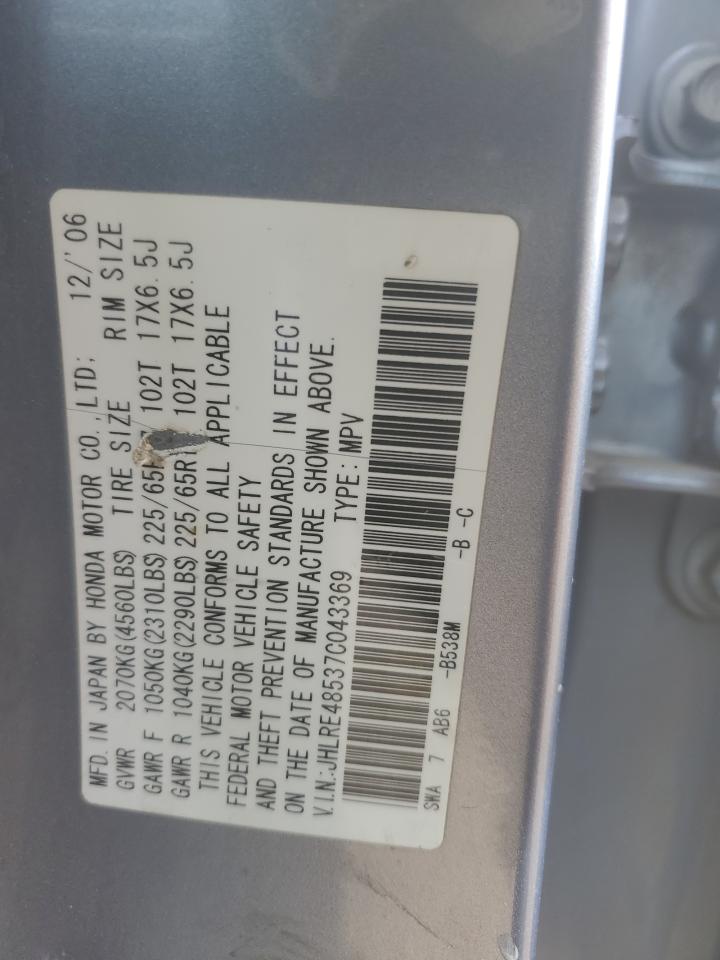 MFD. IN JAPAN BY HONDA MOTOR CO., LTD; 12/'06
GVWR 2070KG(4560LBS) TIRE SIZE RIM SIZE
GAWR F 1050KG(2310LBS) 225/65R 102T 17X6.5J
GAWR R 1040KG(2290LBS) 225/65R1 102T 17X6.5J
THIS VEHICLE CONFORMS TO ALL APPLICABLE
FEDERAL MOTOR VEHICLE SAFETY
AND THEFT PREVENTION STANDARDS IN EFFECT
ON THE DATE OF MANUFACTURE SHOWN ABOVE.
V.I.N.:JHLRE48537C043369 TYPE: MPV
SWA 7 AB6 -B538M -B -C